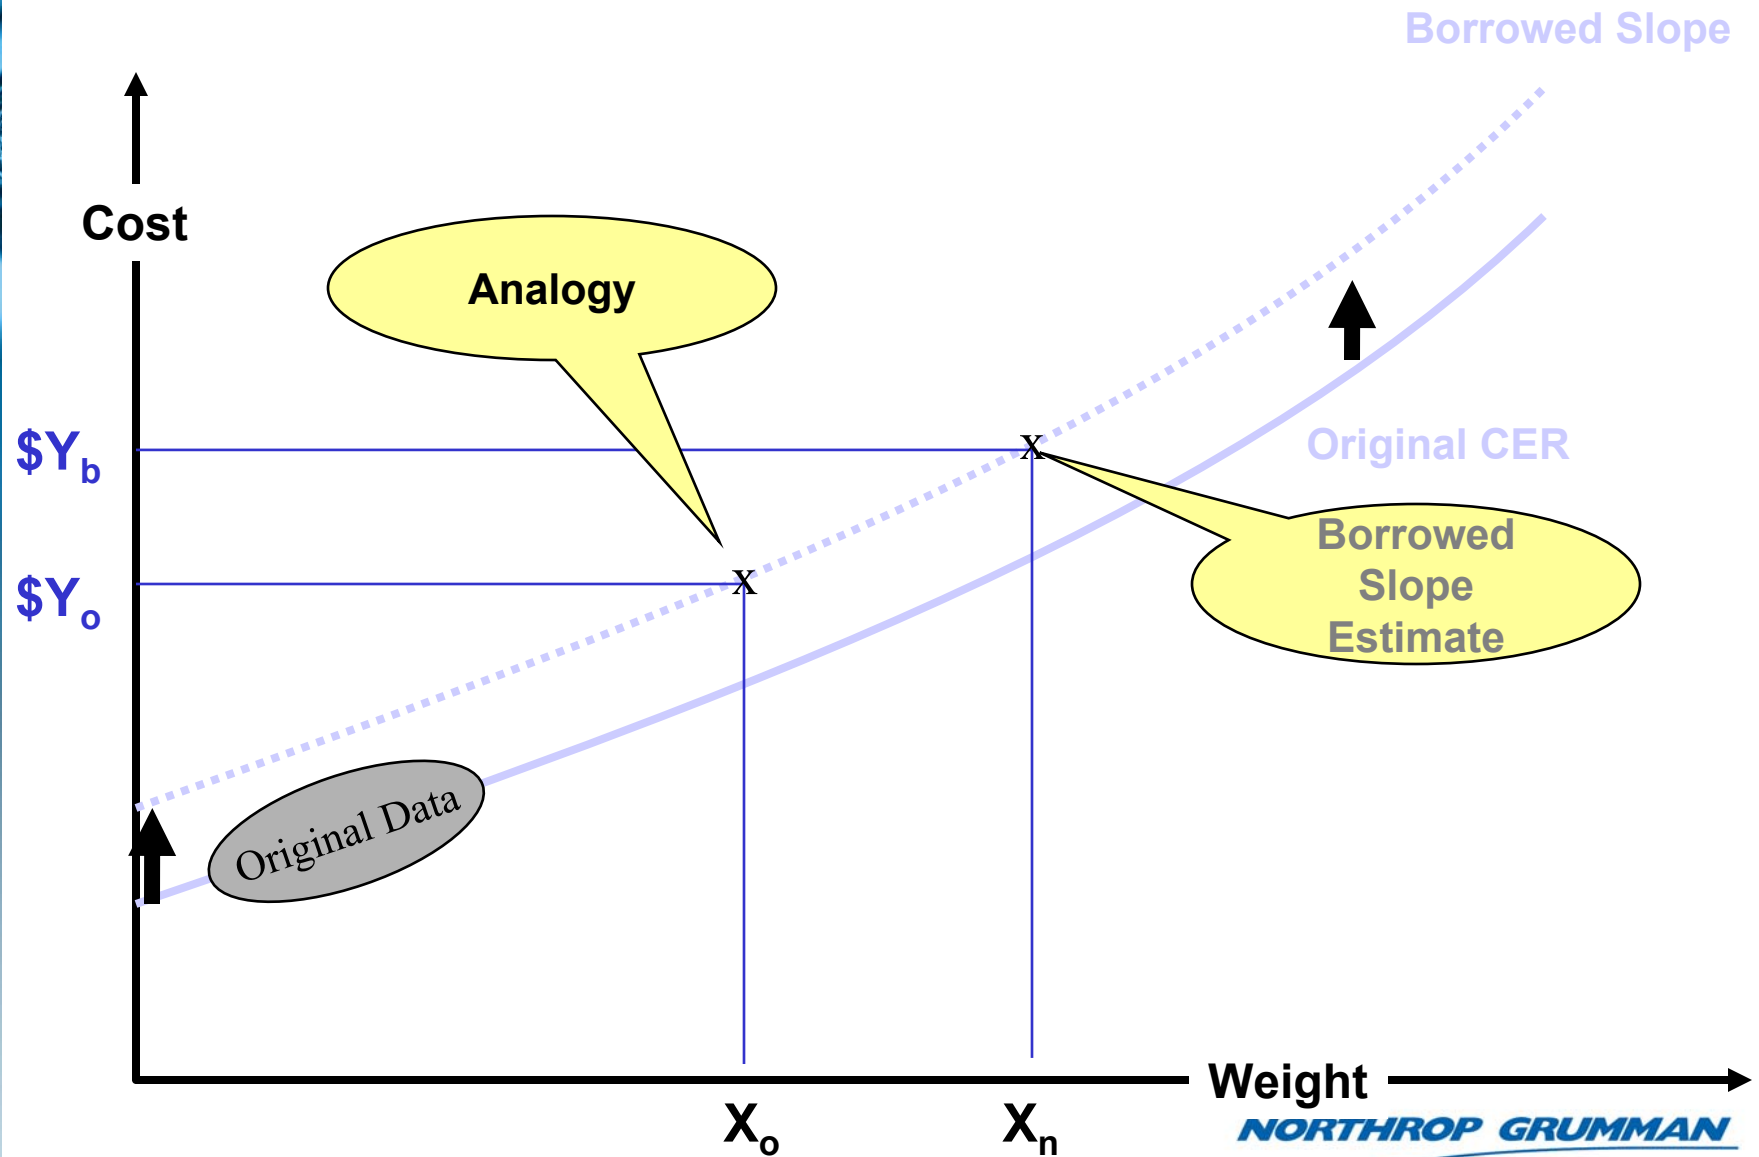 Borrowed Slope
Cost
Analogy
$Yb
Original CER
x
Borrowed
Slope
Estimate
$Yo
x
Original Data
Weight
Xo
Xn
NORTHROP GRUMMAN